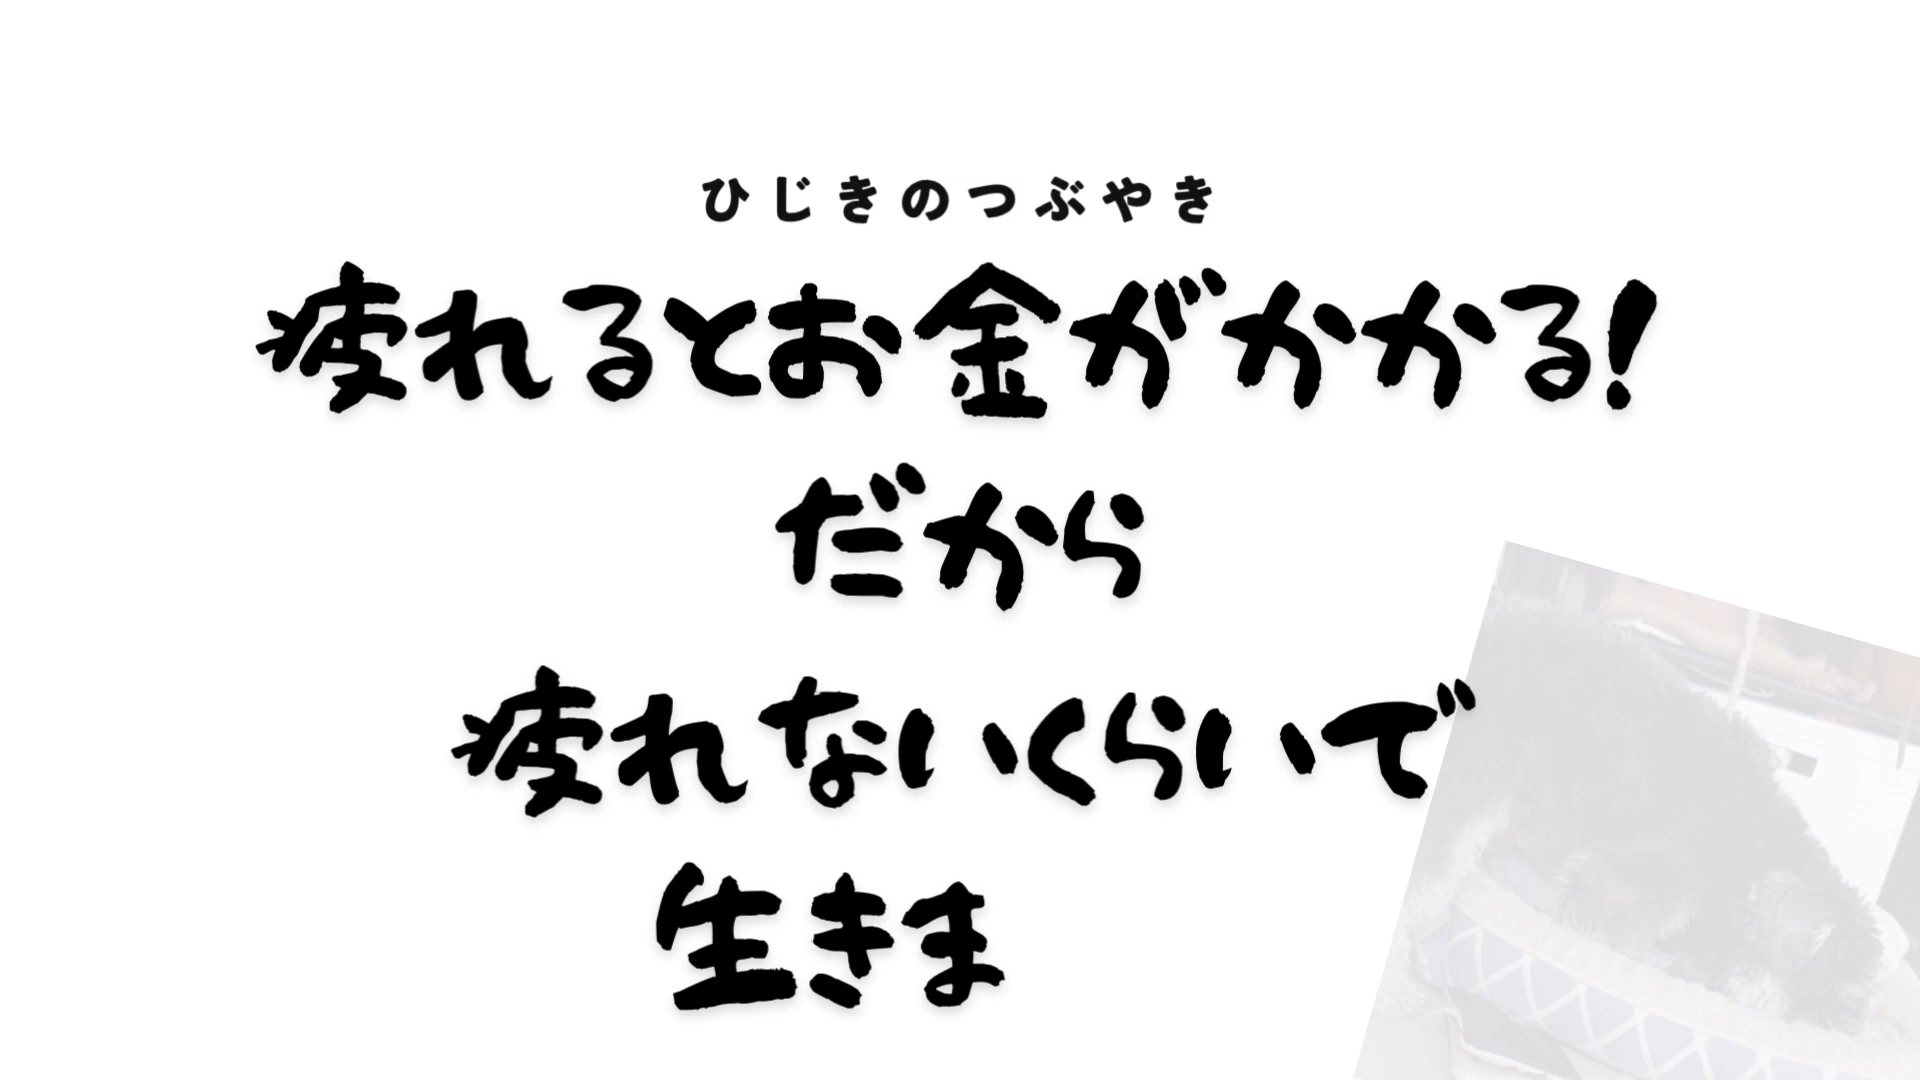 ひじきのつぶやき
疲れるとお金がかかる!
だから
疲れないくらいで
生きま